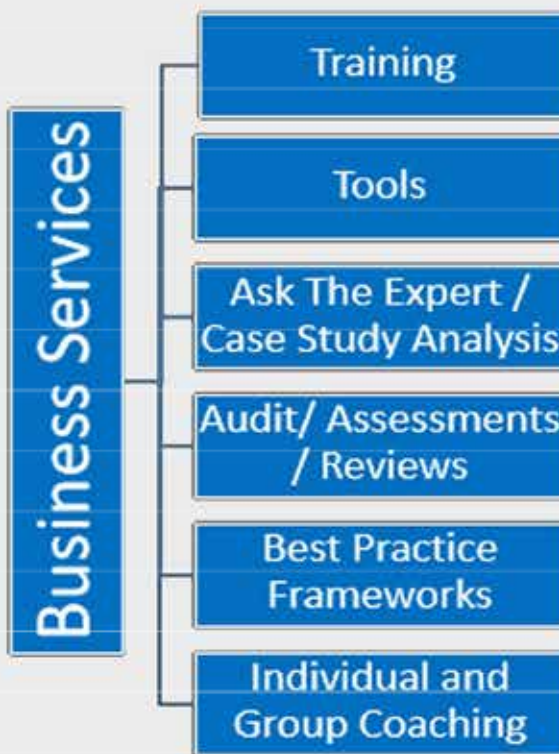 Business Services
Training
Tools
Ask The Expert /
Case Study Analysis
Audit/ Assessments
/ Reviews
Best Practice
Frameworks
Individual and
Group Coaching